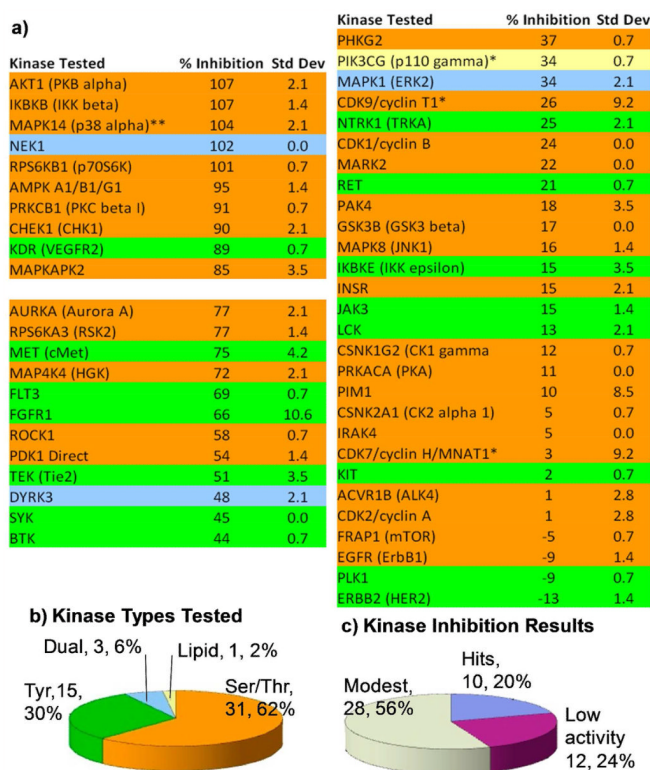 a)
Kinase Tested % Inhibition Std Dev
AKT1 (PKB alpha) 107 2.1
IKBKB (IKK beta) 107 1.4
MAPK14 (p38 alpha)** 104 2.1
NEK1 102 0.0
RPS6KB1 (p70S6K) 101 0.7
AMPK A1/B1/G1 95 1.4
PRKCB1 (PKC beta I) 91 0.7
CHEK1 (CHK1) 90 2.1
KDR (VEGFR2) 89 0.7
MAPKAPK2 85 3.5
AURKA (Aurora A) 77 2.1
RPS6KA3 (RSK2) 77 1.4
MET (cMet) 75 4.2
MAP4K4 (HGK) 72 2.1
FLT3 69 0.7
FGFR1 66 10.6
ROCK1 58 0.7
PDK1 Direct 54 1.4
TEK (Tie2) 51 3.5
DYRK3 48 2.1
SYK 45 0.0
BTK 44 0.7
Kinase Tested % Inhibition Std Dev
PHKG2 37 0.7
PIK3CG (p110 gamma)* 34 0.7
MAPK1 (ERK2) 34 2.1
CDK9/cyclin T1* 26 9.2
NTRK1 (TRKA) 25 2.1
CDK1/cyclin B 24 0.0
MARK2 22 0.0
RET 21 0.7
PAK4 18 3.5
GSK3B (GSK3 beta) 17 0.0
MAPK8 (JNK1) 16 1.4
IKBKE (IKK epsilon) 15 3.5
INSR 15 2.1
JAK3 15 1.4
LCK 13 2.1
CSNK1G2 (CK1 gamma 12 0.7
PRKACA (PKA) 11 0.0
PIM1 10 8.5
CSNK2A1 (CK2 alpha 1) 5 0.7
IRAK4 5 0.0
CDK7/cyclin H/MNAT1* 3 9.2
KIT 2 0.7
ACVR1B (ALK4) 1 2.8
CDK2/cyclin A 1 2.8
FRAP1 (mTOR) -5 0.7
EGFR (ErbB1) -9 1.4
PLK1 -9 0.7
ERBB2 (HER2) -13 1.4
b) Kinase Types Tested
Dual, 3, 6%
Lipid, 1, 2%
Tyr,15,
30%
Ser/Thr,
31, 62%
c) Kinase Inhibition Results
Modest,
28, 56%
Hits,
10, 20%
Low
activity
12, 24%